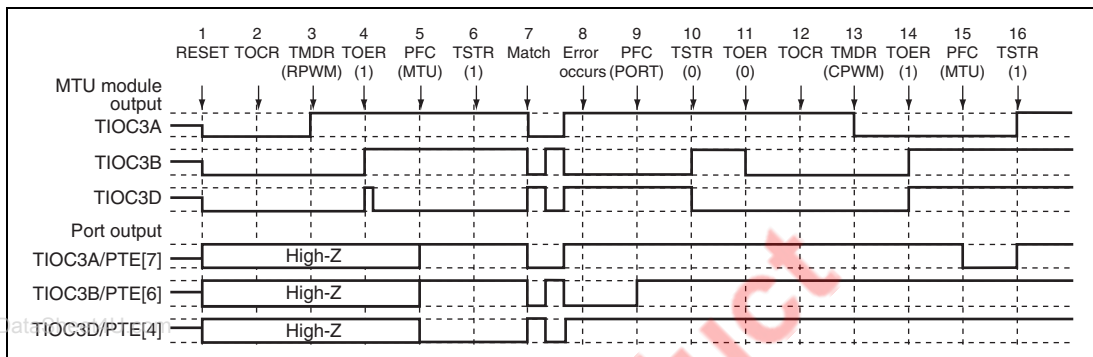 1 2 3 4 5 6 7 8 9 10 11 12 13 14 15 16
RESET TOCR TMDR TOER PFC TSTR Match Error PFC TSTR TOER TOCR TMDR TOER PFC TSTR
(RPWM) (1) (MTU) (1) occurs (PORT) (0) (0) (CPWM) (1) (MTU) (1)
MTU module
output
TIOC3A
TIOC3B
TIOC3D
Port output
TIOC3A/PTE[7] High-Z
TIOC3B/PTE[6] High-Z
TIOC3D/PTE[4] High-Z
uct